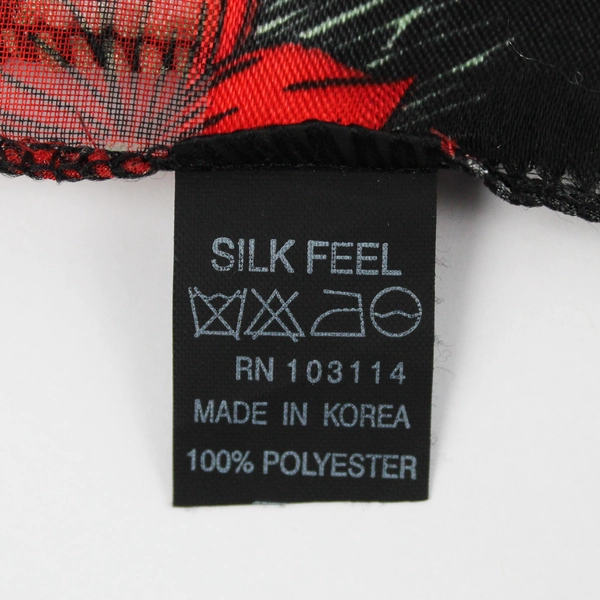 SILK FEEL
RN 103114
MADE IN KOREA
100% POLYESTER